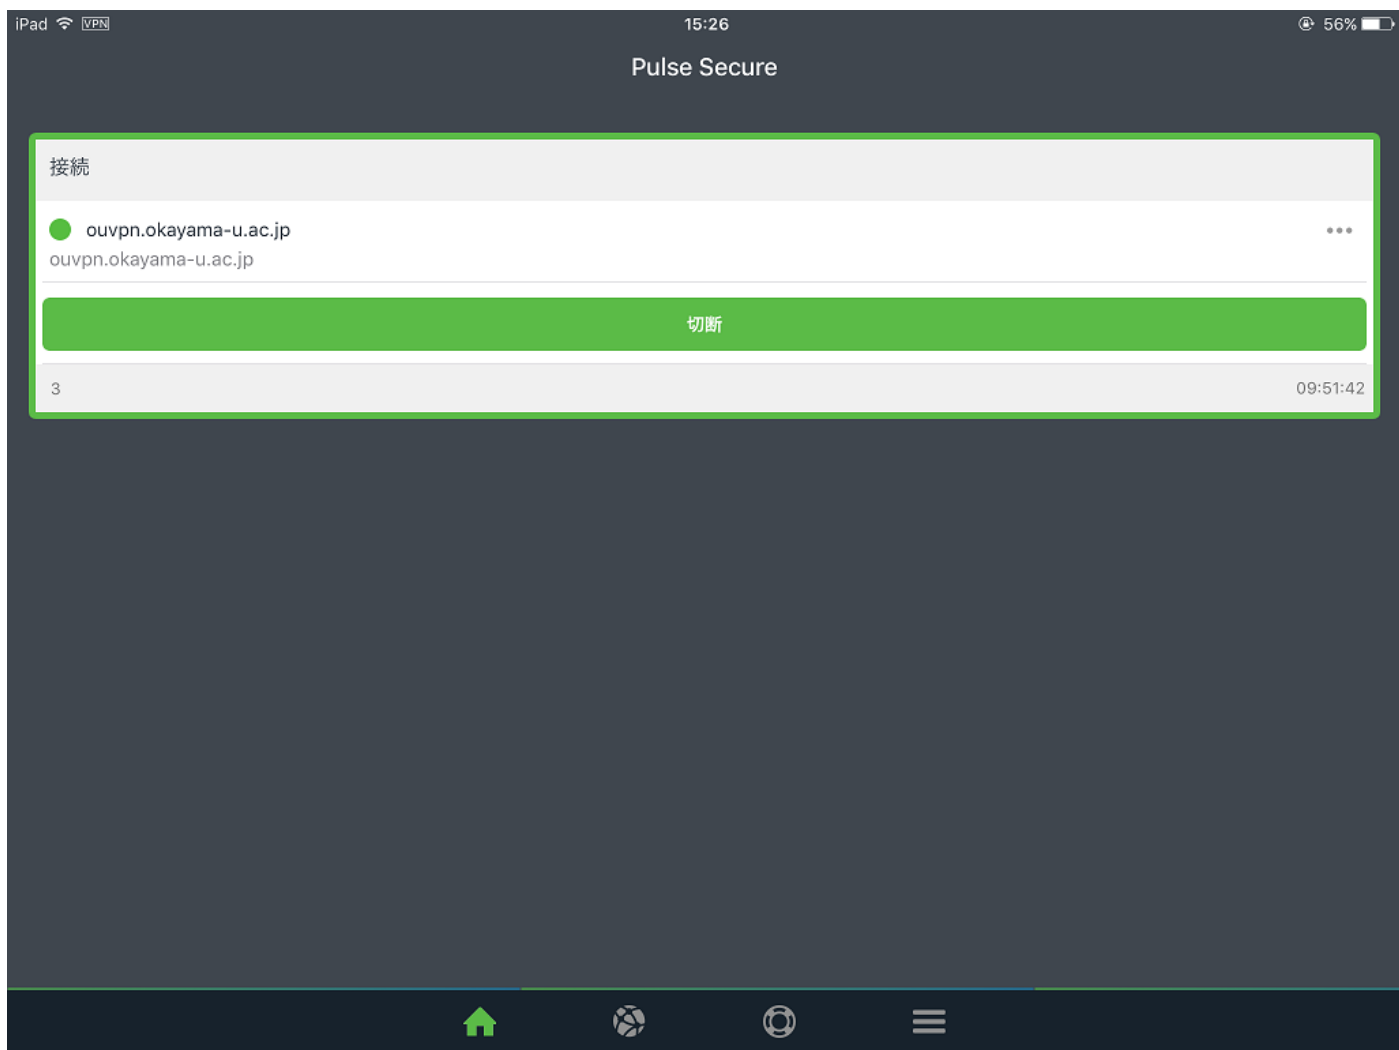 iPad VPN 15:26 56%
Pulse Secure
接続
ouvpn.okayama-u.ac.jp
ouvpn.okayama-u.ac.jp
切断
3 09:51:42